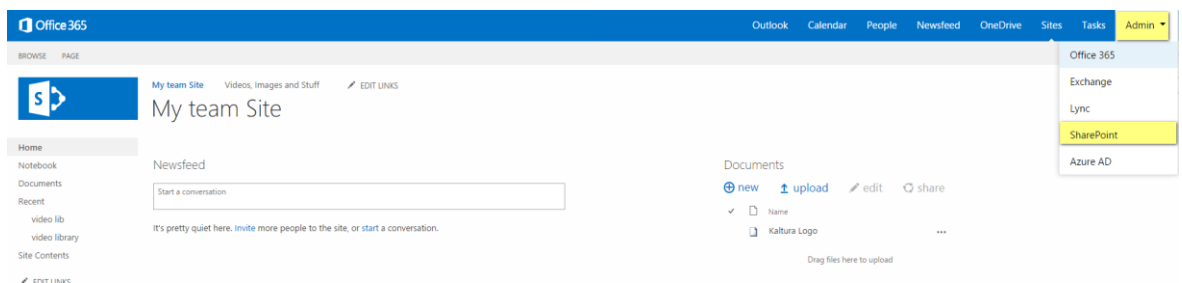 Office 365
Outlook Calendar People Newsfeed OneDrive Sites Tasks Admin
BROWSE PAGE
Office 365
Exchange
Lync
SharePoint
Azure AD
S
My team Site Videos, Images and Stuff EDIT LINKS
My team Site
Home
Notebook
Documents
Recent
video lib
video library
Site Contents
EDIT LINKS
Newsfeed
Start a conversation
It's pretty quiet here. Invite more people to the site, or start a conversation.
Documents
new upload edit share
Name
Kaltura Logo ...
Drag files here to upload